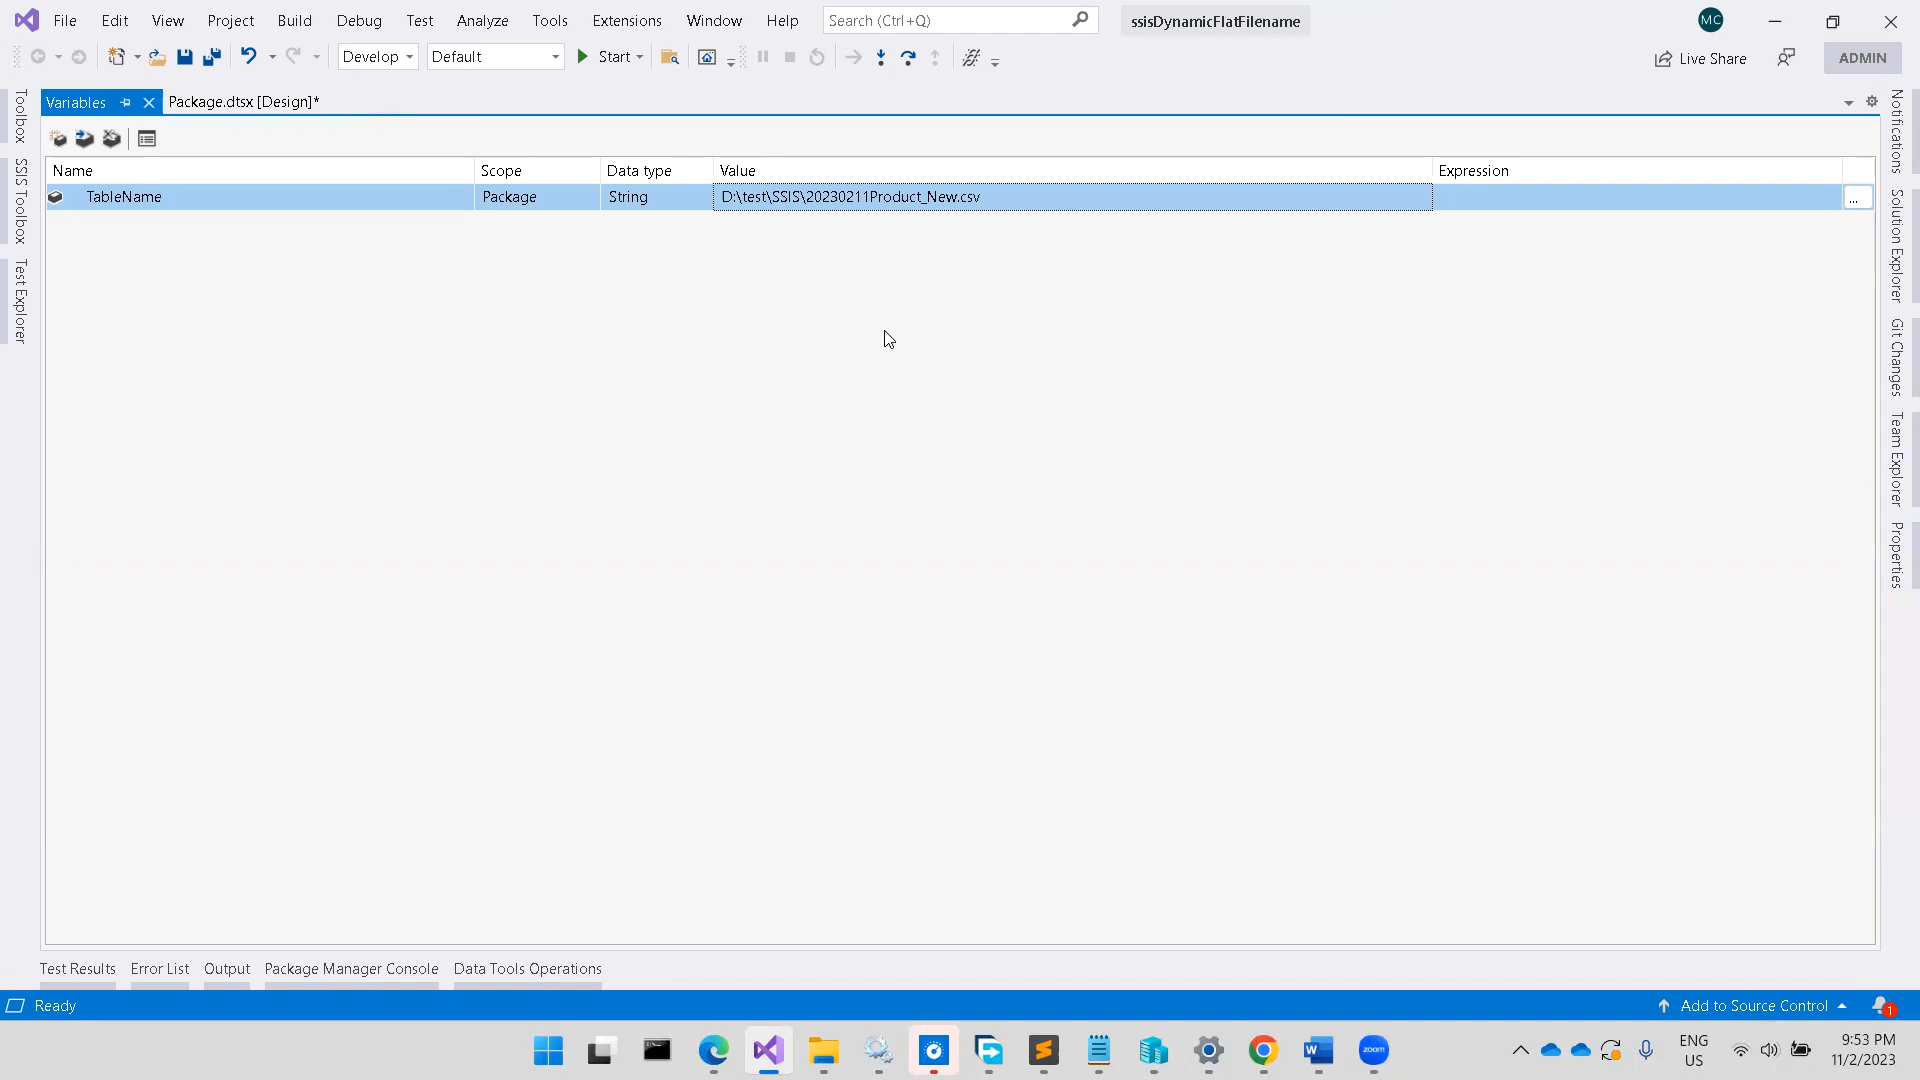 File Edit View Project Build Debug Test Analyze Tools Extensions Window Help Search (Ctrl+Q) ssisDynamicFlatFilename MC
Develop Default Start Live Share ADMIN
Variables Package.dtsx [Design]*
Name Scope Data type Value Expression
TableName Package String D:\test\SSIS\20230211Product_New.csv ...
Toolbox
SSIS Toolbox
Test Explorer
Notifications
Solution Explorer
Git Changes
Team Explorer
Properties
Test Results Error List Output Package Manager Console Data Tools Operations
Ready Add to Source Control 1
zoom ENG 9:53 PM
US 11/2/2023